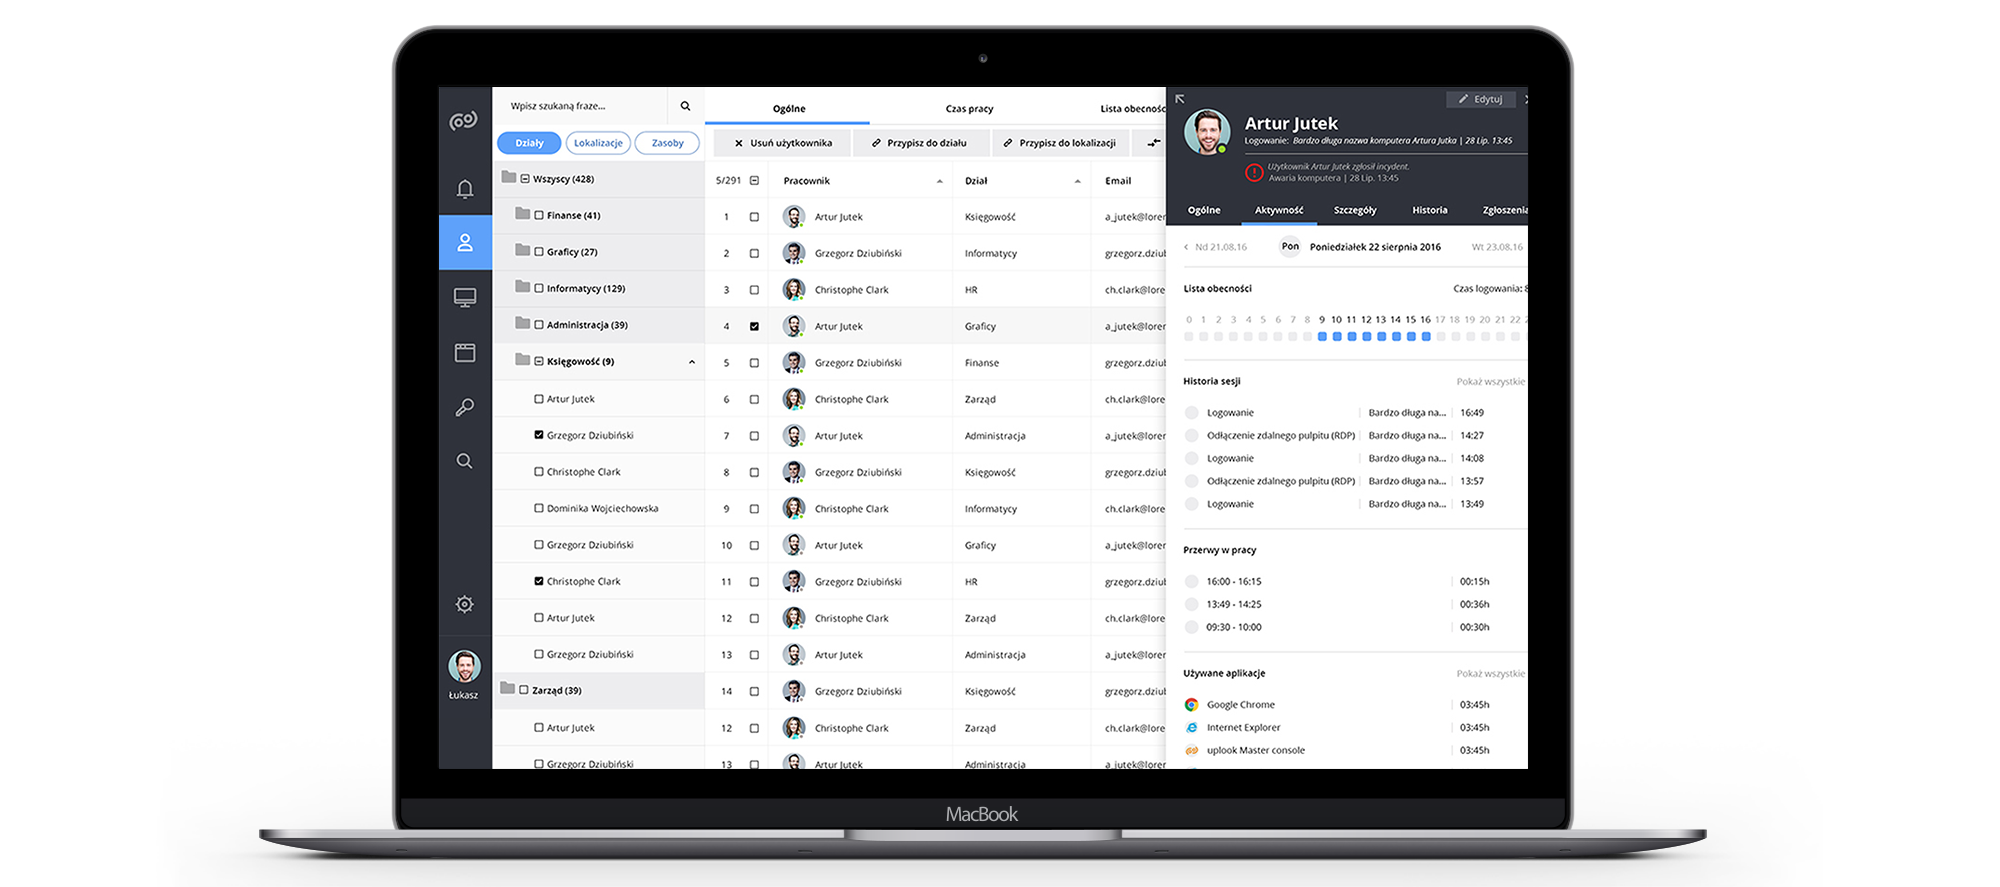 Wpisz szukaną fraze...
Działy Lokalizacje Zasoby
Wszyscy (428)
Finanse (41)
Graficy (27)
Informatycy (129)
Administracja (39)
Księgowość (9)
Artur Jutek
Grzegorz Dziubiński
Christophe Clark
Dominika Wojciechowska
Grzegorz Dziubiński
Christophe Clark
Artur Jutek
Grzegorz Dziubiński
Zarząd (39)
Artur Jutek
Grzegorz Dziubiński
Łukasz
Ogólne Czas pracy Lista obecnośc
Usuń użytkownika Przypisz do działu Przypisz do lokalizacji
5/291 Pracownik Dział Email
1 Artur Jutek Księgowość a_jutek@lorer
2 Grzegorz Dziubiński Informatycy grzegorz.dziub
3 Christophe Clark HR ch.clark@lore
4 Artur Jutek Graficy a_jutek@lorer
5 Grzegorz Dziubiński Finanse grzegorz.dziub
6 Christophe Clark Zarząd ch.clark@lore
7 Artur Jutek Administracja a_jutek@lorer
8 Grzegorz Dziubiński Księgowość grzegorz.dziub
9 Christophe Clark Informatycy ch.clark@lore
10 Artur Jutek Graficy a_jutek@lorer
11 Grzegorz Dziubiński HR grzegorz.dziub
12 Christophe Clark Zarząd ch.clark@lore
13 Artur Jutek Administracja a_jutek@lorer
14 Grzegorz Dziubiński Księgowość grzegorz.dziub
12 Christophe Clark Zarząd ch.clark@lore
13 Artur Jutek Administracja a_jutek@lorer
Edytuj
Artur Jutek
Logowanie: Bardzo długa nazwa komputera Artura Jutka | 28 Lip. 13:45
Użytkownik Artur Jutek zgłosił incydent.
Awaria komputera | 28 Lip. 13:45
Ogólne Aktywność Szczegóły Historia Zgłoszenia
Nd 21.08.16 Pon Poniedziałek 22 sierpnia 2016 Wt 23.08.16
Lista obecności Czas logowania: 8
0 1 2 3 4 5 6 7 8 9 10 11 12 13 14 15 16 17 18 19 20 21 22 2
Historia sesji Pokaż wszystkie
Logowanie Bardzo długa na... 16:49
Odłączenie zdalnego pulpitu (RDP) Bardzo długa na... 14:27
Logowanie Bardzo długa na... 14:08
Odłączenie zdalnego pulpitu (RDP) Bardzo długa na... 13:57
Logowanie Bardzo długa na... 13:49
Przerwy w pracy
16:00 - 16:15 00:15h
13:49 - 14:25 00:36h
09:30 - 10:00 00:30h
Używane aplikacje Pokaż wszystkie
Google Chrome 03:45h
Internet Explorer 03:45h
uplook Master console 03:45h
MacBook